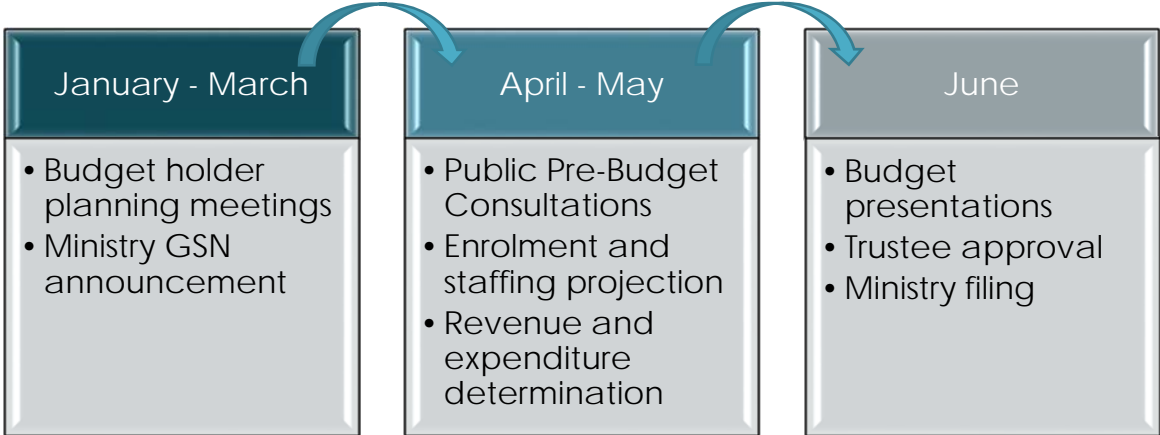 January - March
• Budget holder
planning meetings
• Ministry GSN
announcement
April - May
• Public Pre-Budget
Consultations
• Enrolment and
staffing projection
• Revenue and
expenditure
determination
June
• Budget
presentations
• Trustee approval
• Ministry filing